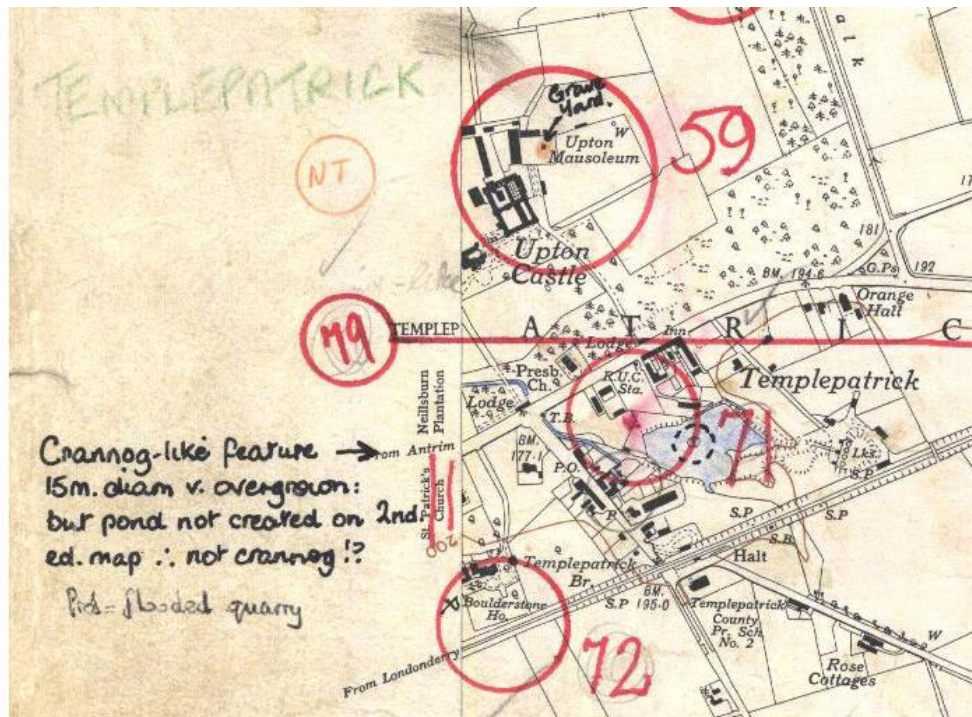 TEMPLEPATRICK
NT
Grave
Yard.
W
Upton
Mausoleum
59
Upton
Castle
181
BM. 194·6
G.Ps
192
Orange
Hall
79
TEMPLEP A T R I C
Lodge
Inn
Presb.
Ch.
R.U.C.
Sta.
Templepatrick
Lodge
Neillsburn
Plantation
T.B.
71
Crannog-like feature →
from Antrim
BM.
177·1
Lks.
S.P
15m. diam v. overgrown:
P.O.
but pond not created on 2nd.
St. Patrick's
Church
P
S.P
S.P
ed. map ∴ not crannog!?
200
S.B.
Halt
Templepatrick
Br.
Prob= flooded quarry
Boulderstone
Ho.
BM.
S.P 195·0
Templepatrick
County
Pr. Sch.
No. 2
W
72
Rose
Cottages
From Londonderry